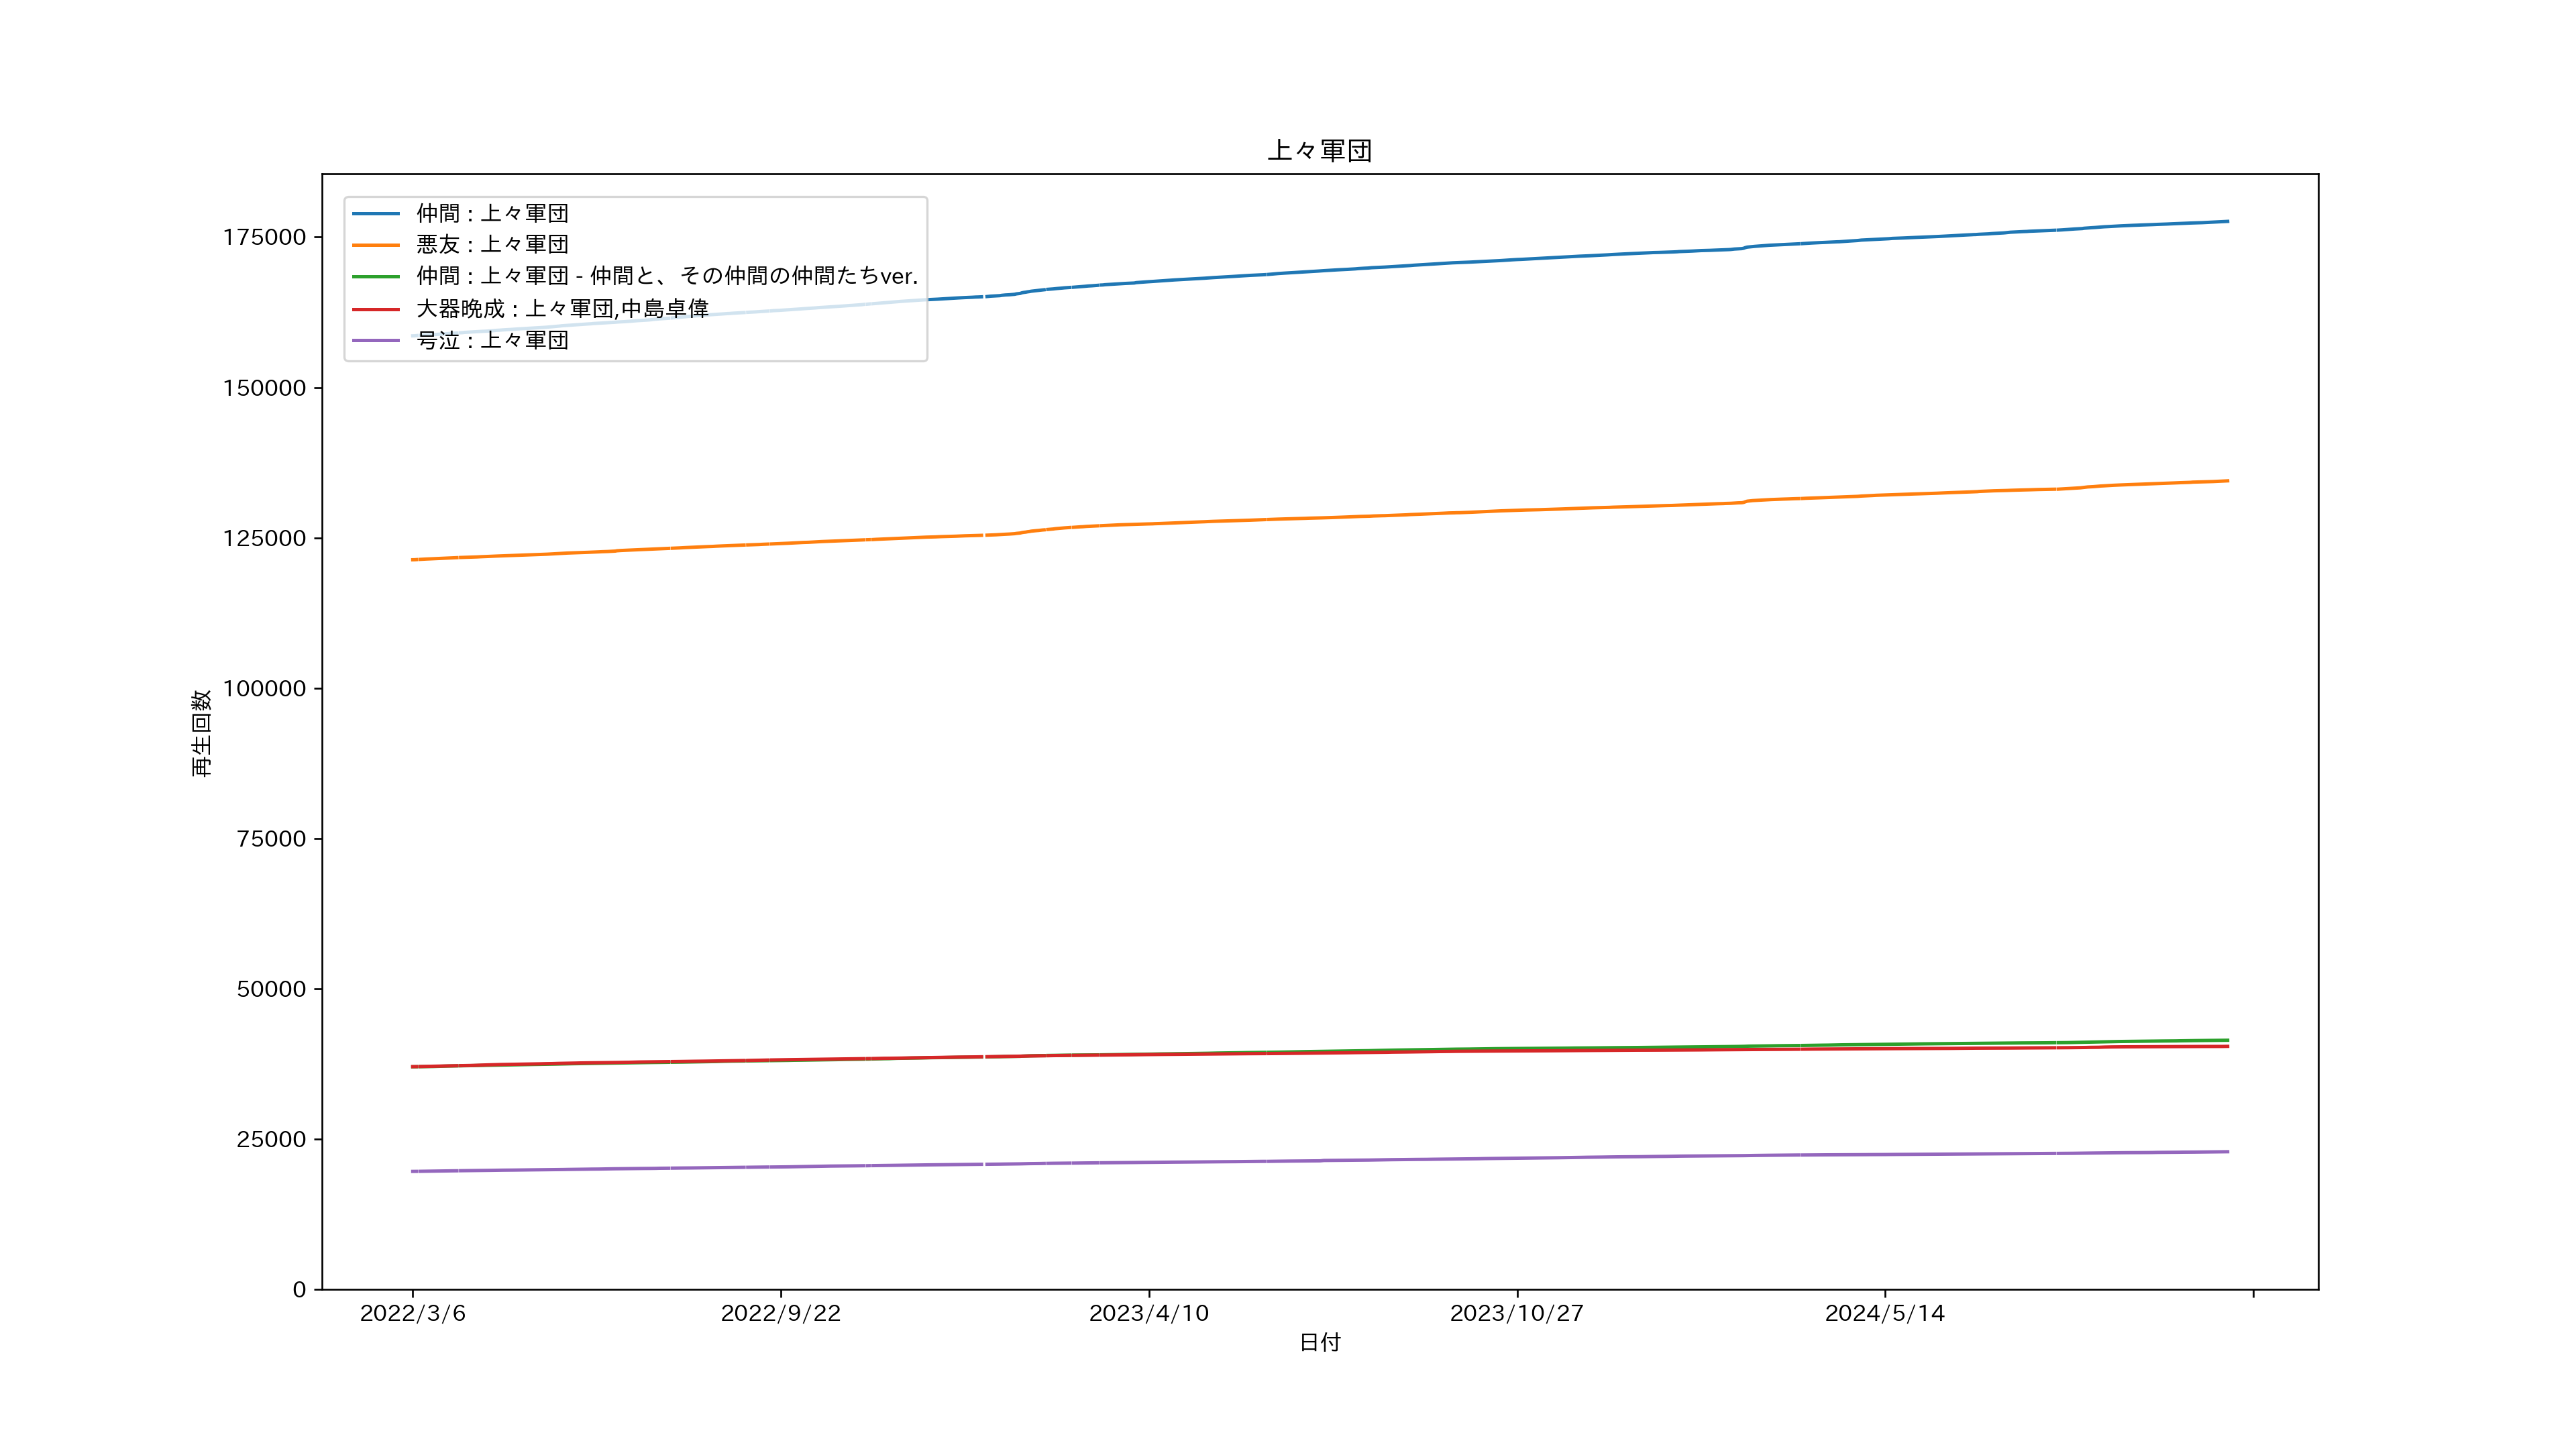 上々軍団
仲間 : 上々軍団
悪友 : 上々軍団
仲間 : 上々軍団 - 仲間と、その仲間の仲間たちver.
大器晩成 : 上々軍団,中島卓偉
号泣 : 上々軍団
175000
150000
125000
100000
75000
50000
25000
0
再生回数
2022/3/6
2022/9/22
2023/4/10
2023/10/27
2024/5/14
日付